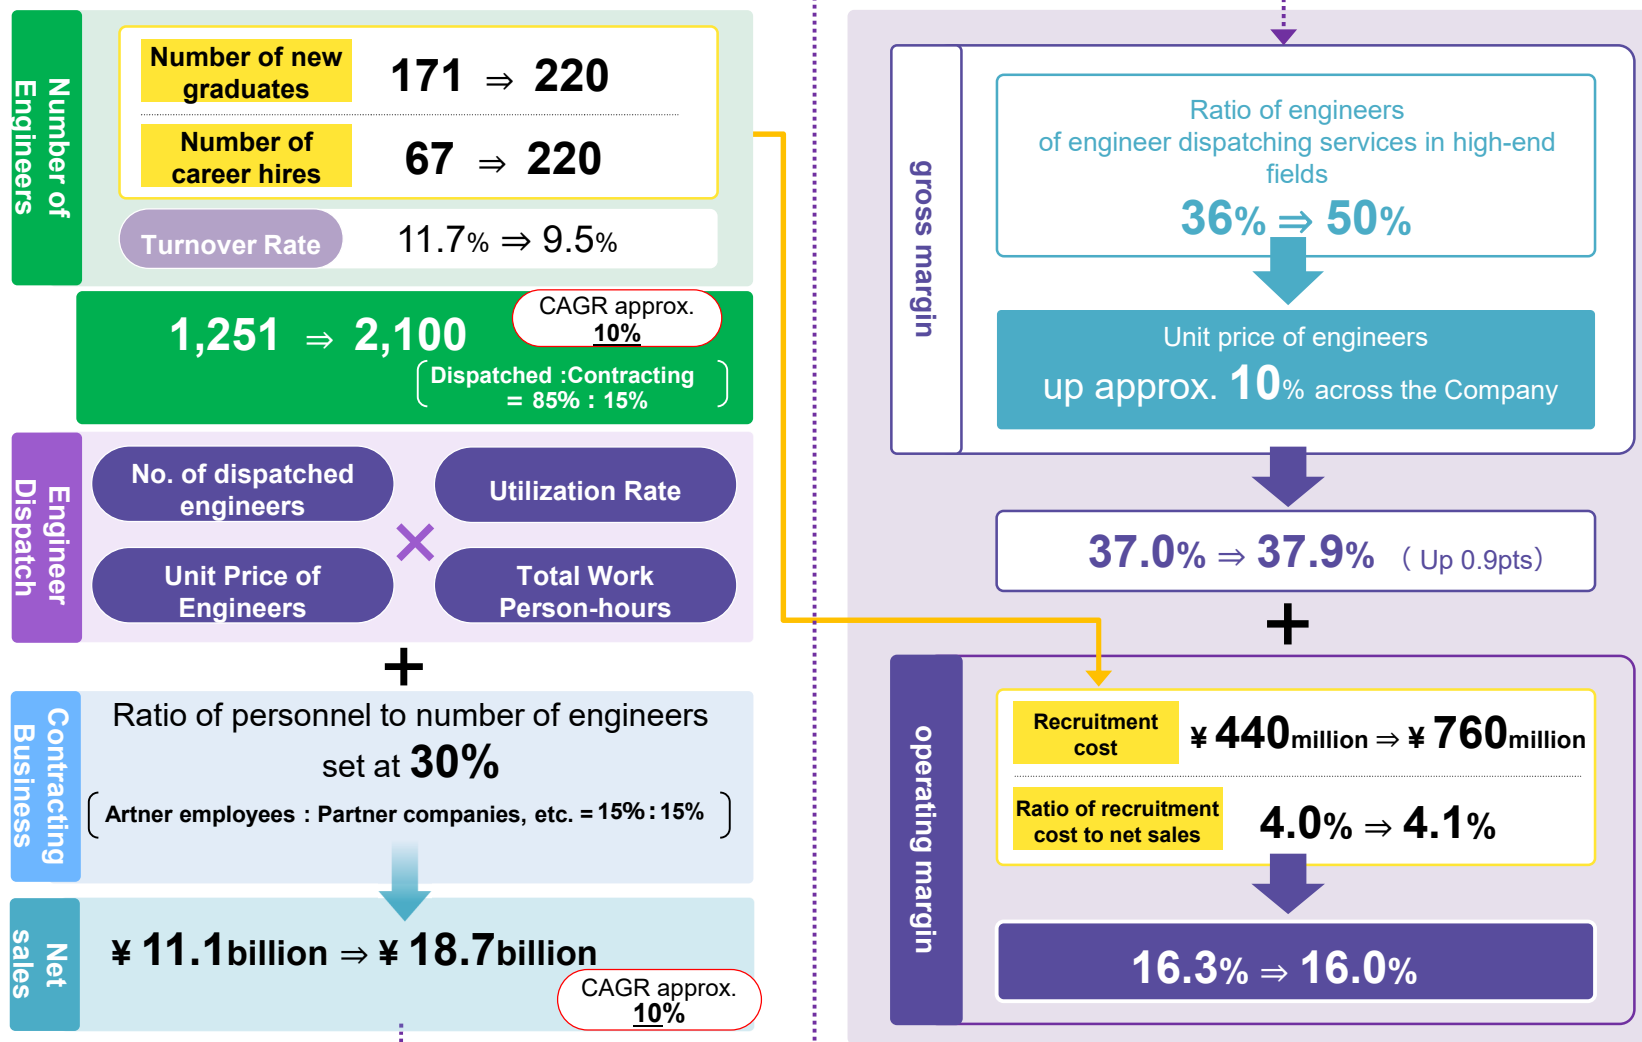 Number of
Engineers
Number of new
graduates
171 ⇒ 220
Number of
career hires
67 ⇒ 220
Turnover Rate
11.7% ⇒ 9.5%
1,251 ⇒ 2,100
CAGR approx.
10%
Dispatched :Contracting
= 85% : 15%
Engineer
Dispatch
No. of dispatched
engineers
Utilization Rate
×
Unit Price of
Engineers
Total Work
Person-hours
+
Contracting
Business
Ratio of personnel to number of engineers
set at 30%
Artner employees : Partner companies, etc. = 15% : 15%
Net
sales
¥ 11.1billion ⇒ ¥ 18.7billion
CAGR approx.
10%
gross margin
Ratio of engineers
of engineer dispatching services in high-end
fields
36% ⇒ 50%
Unit price of engineers
up approx. 10% across the Company
37.0% ⇒ 37.9% ( Up 0.9pts)
+
operating margin
Recruitment
cost
¥ 440million ⇒ ¥ 760million
Ratio of recruitment
cost to net sales
4.0% ⇒ 4.1%
16.3% ⇒ 16.0%